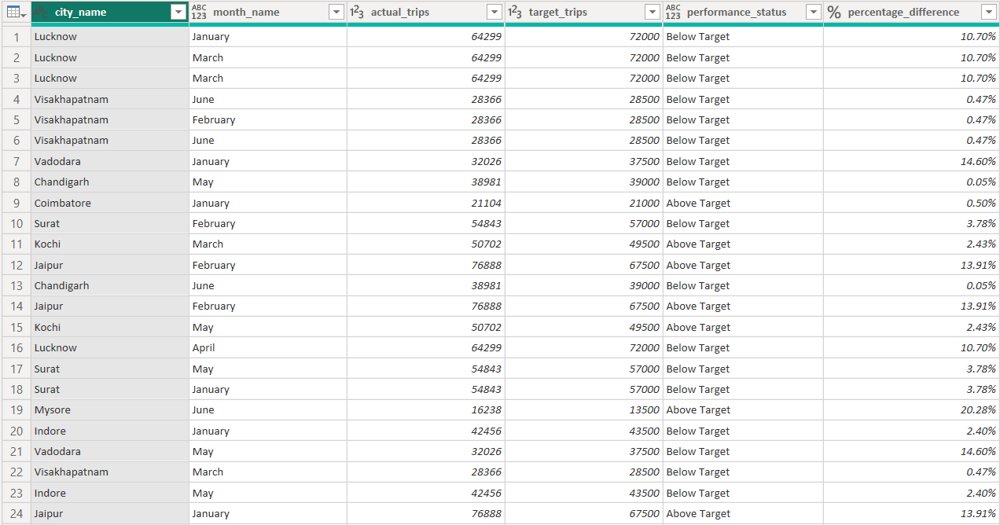 city_name ABC 123 month_name 1²3 actual_trips 1²3 target_trips ABC 123 performance_status % percentage_difference
1 Lucknow January 64299 72000 Below Target 10.70%
2 Lucknow March 64299 72000 Below Target 10.70%
3 Lucknow March 64299 72000 Below Target 10.70%
4 Visakhapatnam June 28366 28500 Below Target 0.47%
5 Visakhapatnam February 28366 28500 Below Target 0.47%
6 Visakhapatnam June 28366 28500 Below Target 0.47%
7 Vadodara January 32026 37500 Below Target 14.60%
8 Chandigarh May 38981 39000 Below Target 0.05%
9 Coimbatore January 21104 21000 Above Target 0.50%
10 Surat February 54843 57000 Below Target 3.78%
11 Kochi March 50702 49500 Above Target 2.43%
12 Jaipur February 76888 67500 Above Target 13.91%
13 Chandigarh June 38981 39000 Below Target 0.05%
14 Jaipur February 76888 67500 Above Target 13.91%
15 Kochi May 50702 49500 Above Target 2.43%
16 Lucknow April 64299 72000 Below Target 10.70%
17 Surat May 54843 57000 Below Target 3.78%
18 Surat January 54843 57000 Below Target 3.78%
19 Mysore June 16238 13500 Above Target 20.28%
20 Indore January 42456 43500 Below Target 2.40%
21 Vadodara May 32026 37500 Below Target 14.60%
22 Visakhapatnam March 28366 28500 Below Target 0.47%
23 Indore May 42456 43500 Below Target 2.40%
24 Jaipur January 76888 67500 Above Target 13.91%